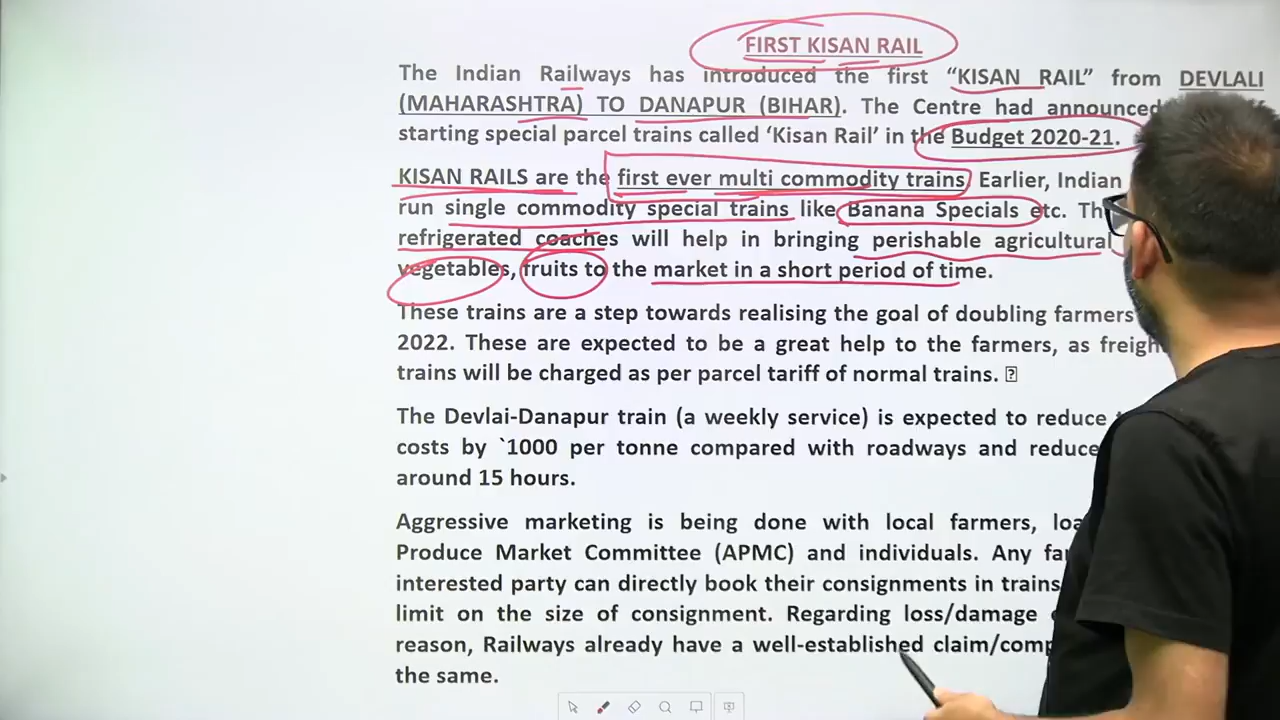 FIRST KISAN RAIL
The Indian Railways has introduced the first “KISAN RAIL” from DEVLALI
(MAHARASHTRA) TO DANAPUR (BIHAR). The Centre had announced
starting special parcel trains called ‘Kisan Rail’ in the Budget 2020-21.
KISAN RAILS are the first ever multi commodity trains. Earlier, Indian
run single commodity special trains like Banana Specials etc.
refrigerated coaches will help in bringing perishable agricultural
vegetables, fruits to the market in a short period of time.
These trains are a step towards realising the goal of doubling farmers
2022. These are expected to be a great help to the farmers, as
trains will be charged as per parcel tariff of normal trains.
The Devlai-Danapur train (a weekly service) is expected to reduce
costs by `1000 per tonne compared with roadways and reduce
around 15 hours.
Aggressive marketing is being done with local farmers,
Produce Market Committee (APMC) and individuals. Any
interested party can directly book their consignments in trains
limit on the size of consignment. Regarding loss/damage
reason, Railways already have a well-established
the same.